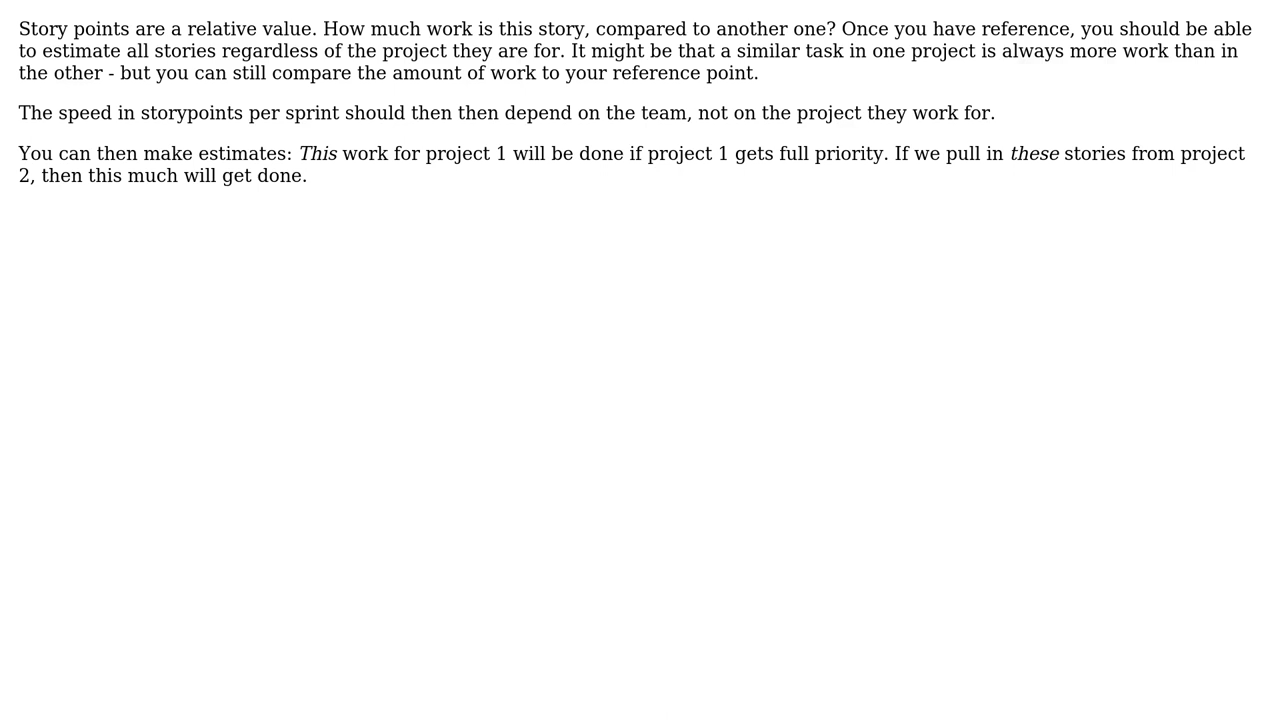 Story points are a relative value. How much work is this story, compared to another one? Once you have reference, you should be able
to estimate all stories regardless of the project they are for. It might be that a similar task in one project is always more work than in
the other - but you can still compare the amount of work to your reference point.
The speed in storypoints per sprint should then then depend on the team, not on the project they work for.
You can then make estimates: This work for project 1 will be done if project 1 gets full priority. If we pull in these stories from project
2, then this much will get done.